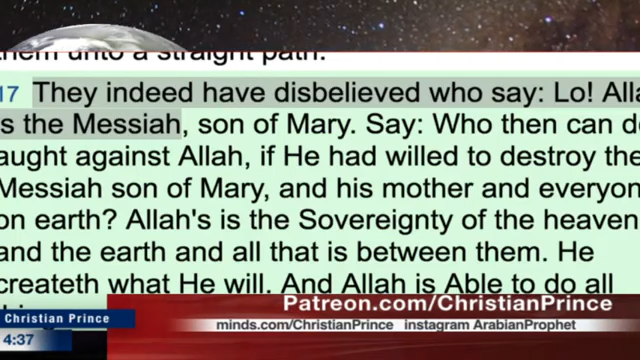 them unto a straight path.
17 They indeed have disbelieved who say: Lo! Alla
is the Messiah, son of Mary. Say: Who then can do
aught against Allah, if He had willed to destroy the
Messiah son of Mary, and his mother and everyon
on earth? Allah's is the Sovereignty of the heaven
and the earth and all that is between them. He
createth what He will. And Allah is Able to do all
Patreon.com/ChristianPrince
Christian Prince
minds.com/ChristianPrince instagram ArabianProphet
4:37